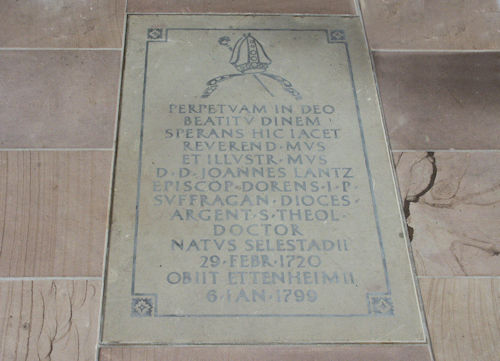 PERPETVAM IN DEO
BEATITVDINEM
SPERANS HIC IACET
REVEREND·MVS
ET ILLVSTR·MVS
D·D·JOANNES LANTZ
EPISCOP·DORENS·I·P·
SVFFRAGAN·DIOCES·
ARGENT·S·THEOL·
DOCTOR
NATVS SELESTADII
29·FEBR·1720
OBIIT ETTENHEIMII
6·IAN·1799